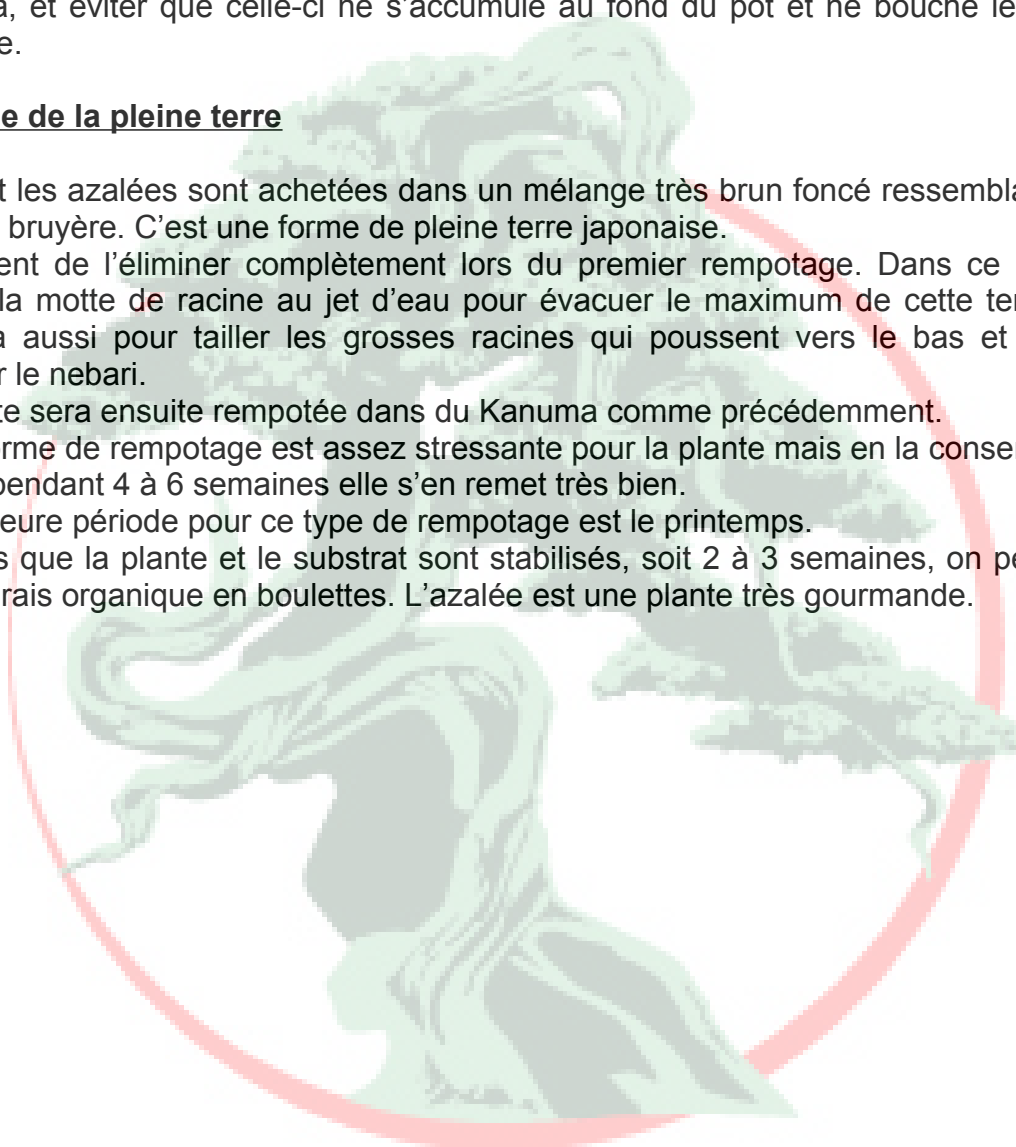 a, et éviter que celle-ci ne s’accumule au fond du pot et ne bouche le
e.
e de la pleine terre
t les azalées sont achetées dans un mélange très brun foncé ressembla
bruyère. C’est une forme de pleine terre japonaise.
ent de l’éliminer complètement lors du premier rempotage. Dans ce
la motte de racine au jet d’eau pour évacuer le maximum de cette ter
a aussi pour tailler les grosses racines qui poussent vers le bas et
r le nebari.
te sera ensuite rempotée dans du Kanuma comme précédemment.
orme de rempotage est assez stressante pour la plante mais en la conser
pendant 4 à 6 semaines elle s’en remet très bien.
eure période pour ce type de rempotage est le printemps.
s que la plante et le substrat sont stabilisés, soit 2 à 3 semaines, on pe
rais organique en boulettes. L’azalée est une plante très gourmande.